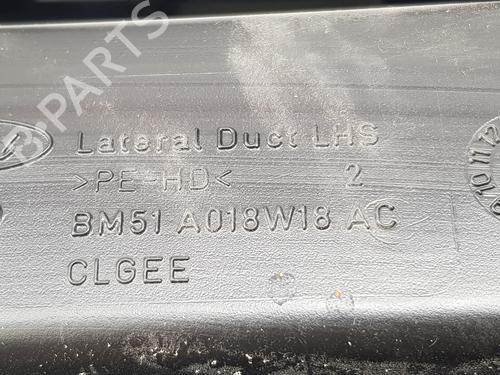 Lateral Duct LHS
>PE-HD< 2
BM51 A018W18 AC
CLGEE
B-PARTS